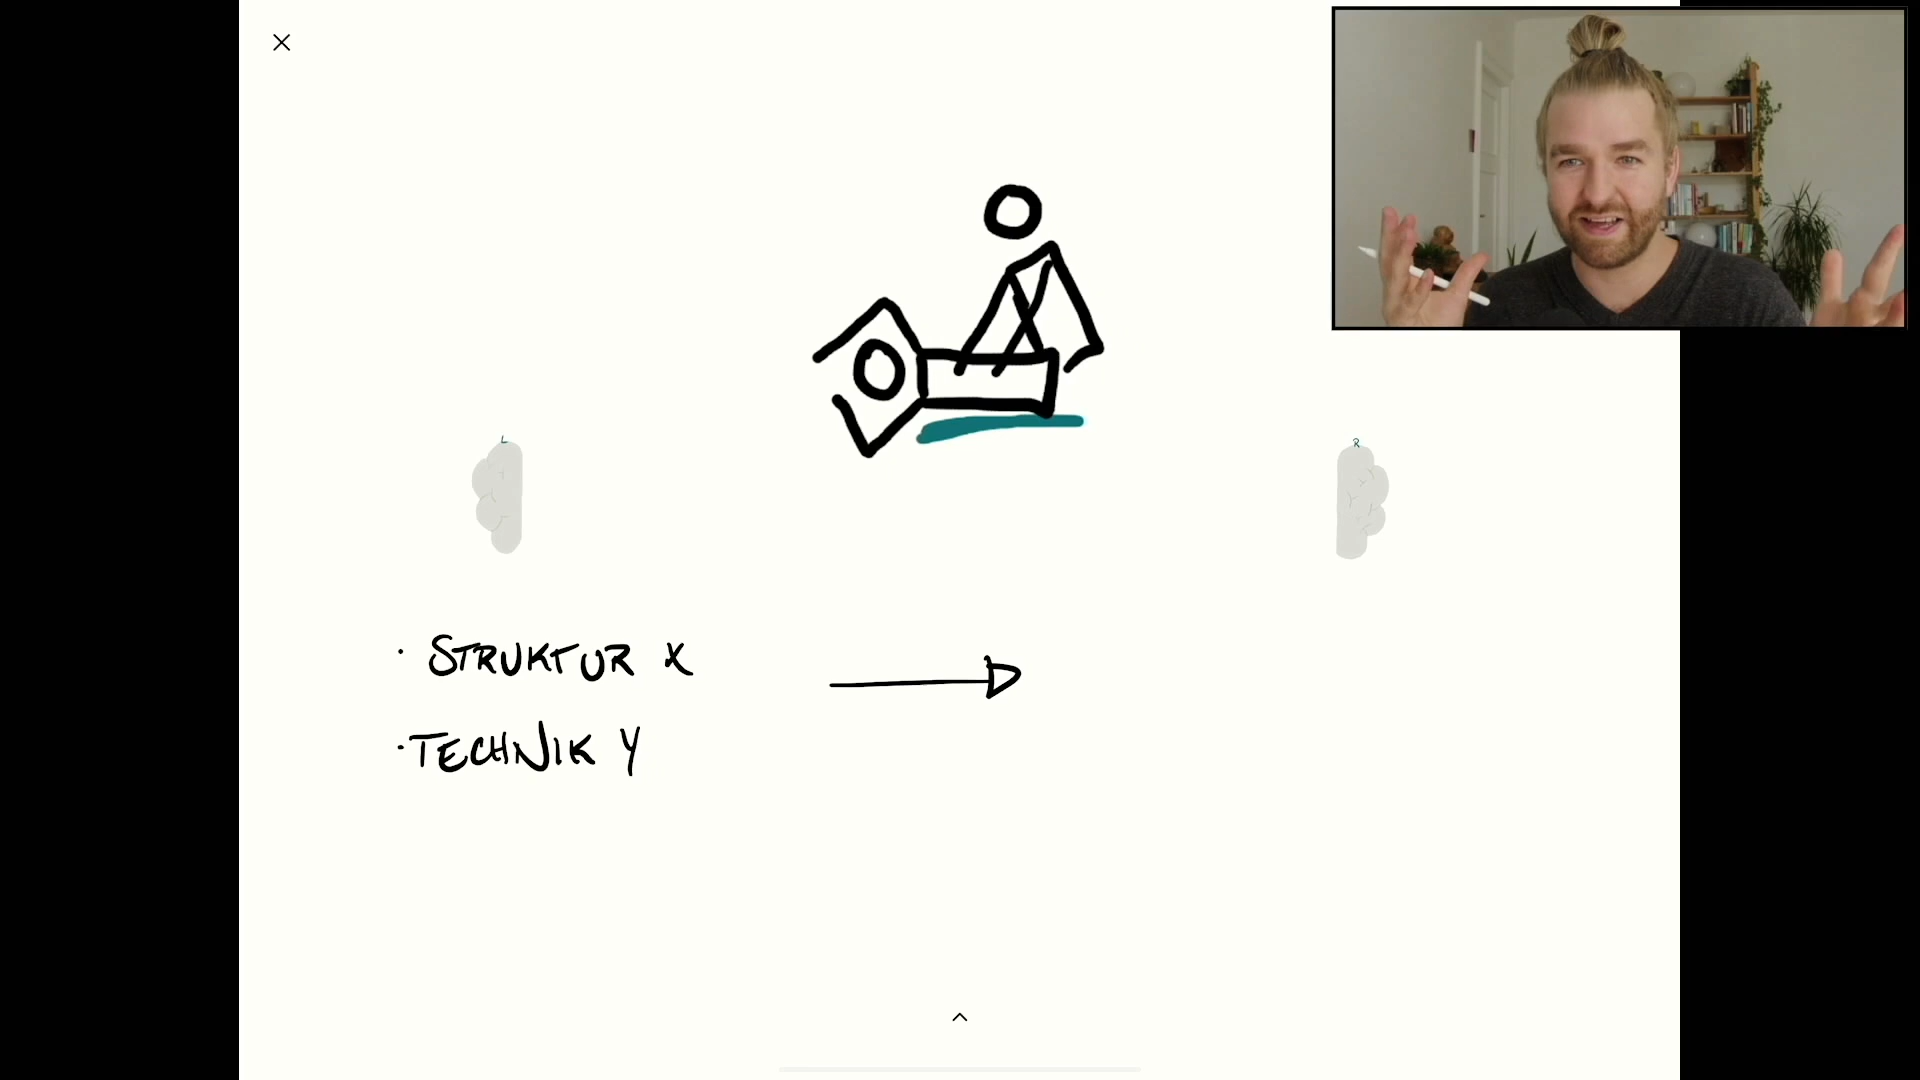 L
R
· STRUKTUR X
· TECHNIK Y